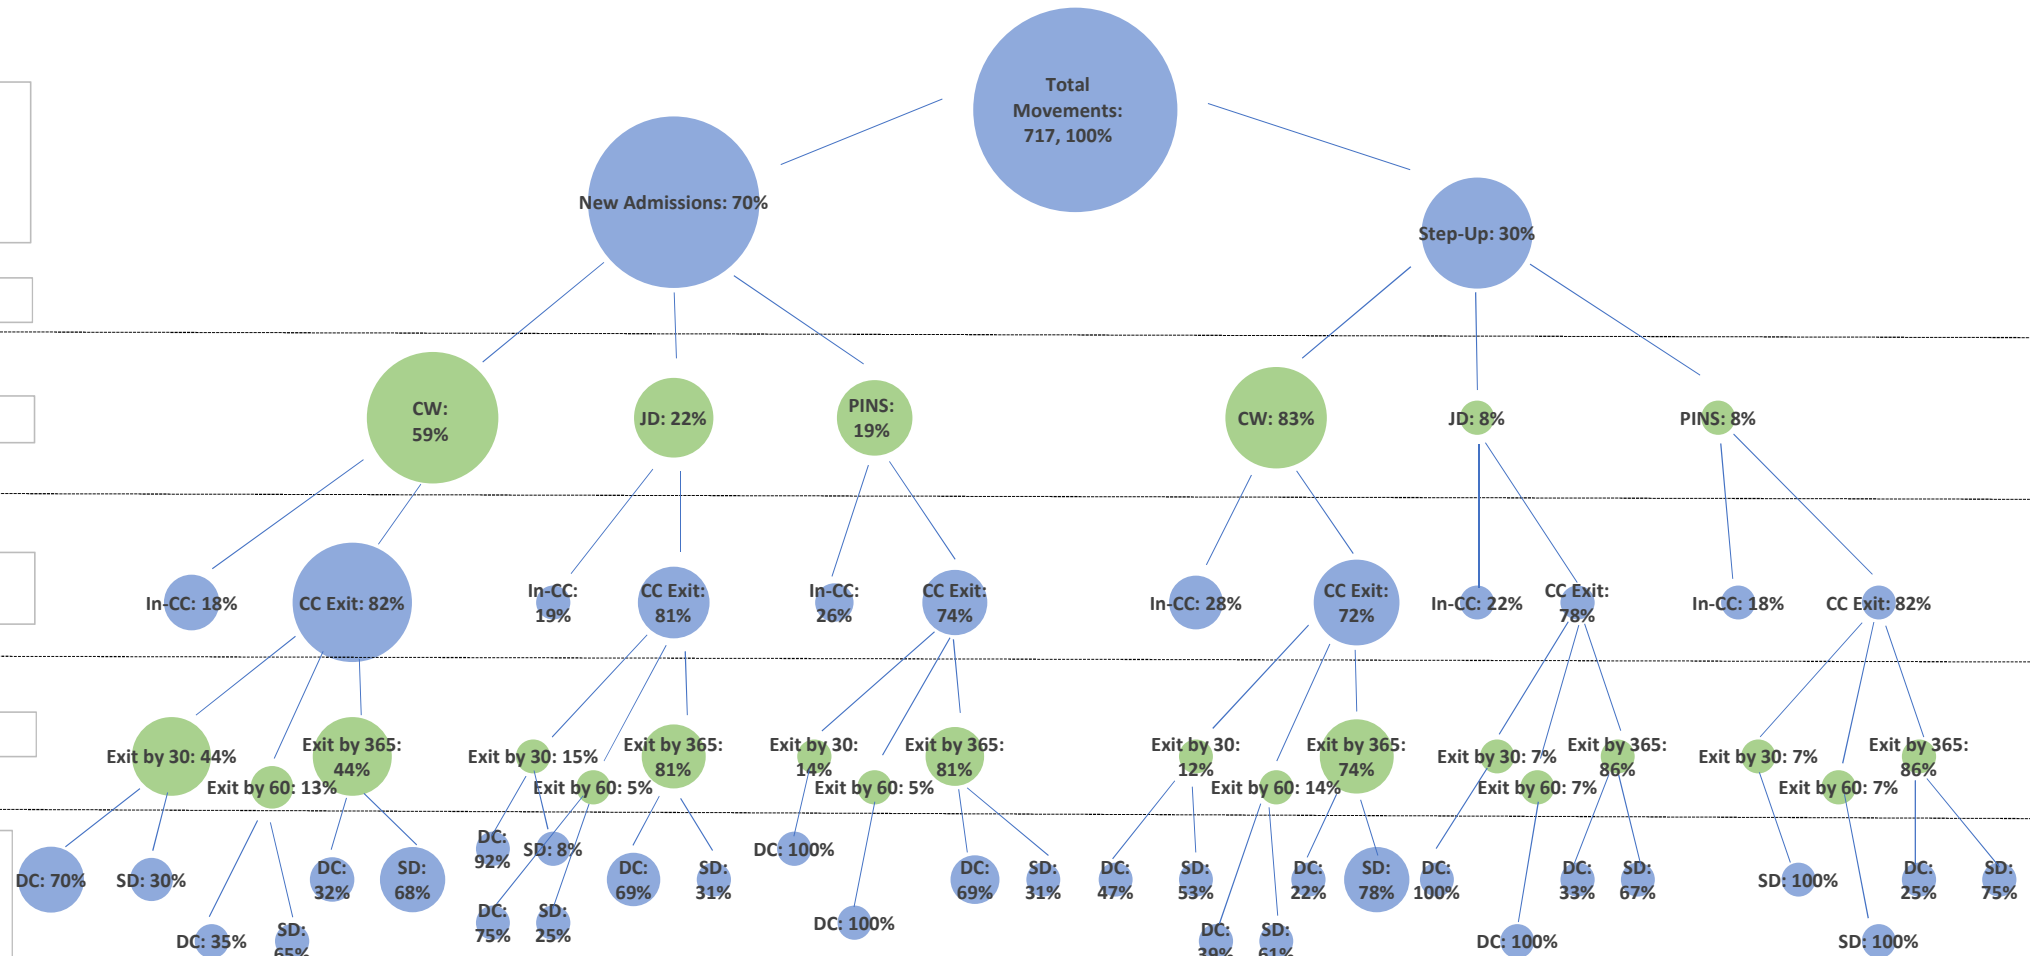 Total
Movements:
717, 100%
New Admissions: 70%
Step-Up: 30%
CW:
59%
JD: 22%
PINS:
19%
CW: 83%
JD: 8%
PINS: 8%
In-CC: 18%
CC Exit: 82%
In-CC:
19%
CC Exit:
81%
In-CC:
26%
CC Exit:
74%
In-CC: 28%
CC Exit:
72%
In-CC: 22%
CC Exit:
78%
In-CC: 18%
CC Exit: 82%
Exit by 30: 44%
Exit by 60: 13%
Exit by 365:
44%
Exit by 30: 15%
Exit by 60: 5%
Exit by 365:
81%
Exit by 30:
14%
Exit by 60: 5%
Exit by 365:
81%
Exit by 30:
12%
Exit by 60: 14%
Exit by 365:
74%
Exit by 30: 7%
Exit by 60: 7%
Exit by 365:
86%
Exit by 30: 7%
Exit by 60: 7%
Exit by 365:
86%
DC: 70%
SD: 30%
DC: 35%
SD:
65%
DC:
32%
SD:
68%
DC:
92%
SD: 8%
DC:
75%
SD:
25%
DC:
69%
SD:
31%
DC: 100%
DC: 100%
DC:
69%
SD:
31%
DC:
47%
SD:
53%
DC:
39%
SD:
61%
DC:
22%
SD:
78%
DC:
100%
DC: 100%
DC:
33%
SD:
67%
SD: 100%
SD: 100%
DC:
25%
SD:
75%